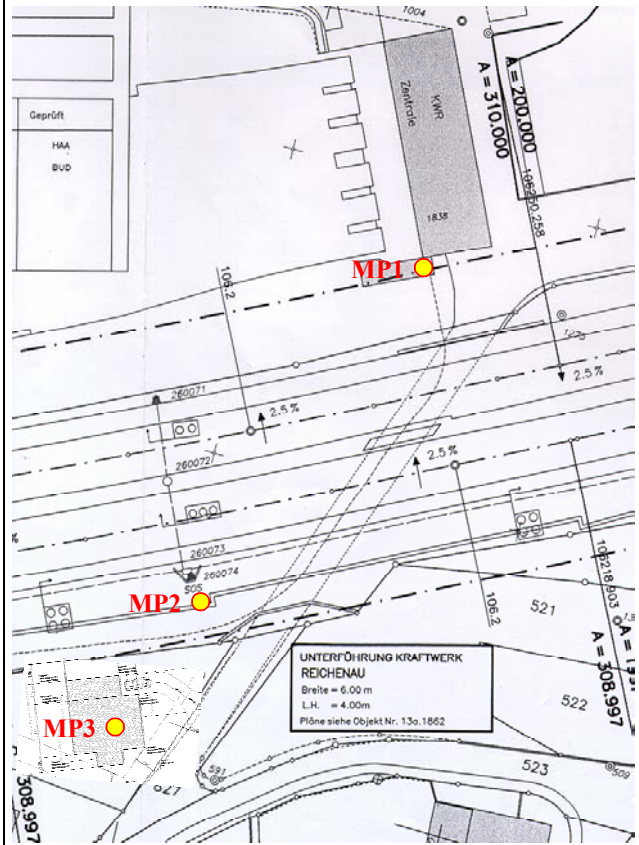 1004
Geprüft
HAA
BUD
KWR
Zentrale
A = 200.000
A = 310.000
106250.258
1838
MP1
106.2
1270
260071
2.5 %
2.5 %
260072
2.5 %
260073
505
260074
MP2
521
106.2
106218.903
A = 308.997
UNTERFÜHRUNG KRAFTWERK
REICHENAU
Breite = 6.00 m
L.H. = 4.00m
Pläne siehe Objekt Nr. 13a.1862
522
MP3
591
523
509
308.997